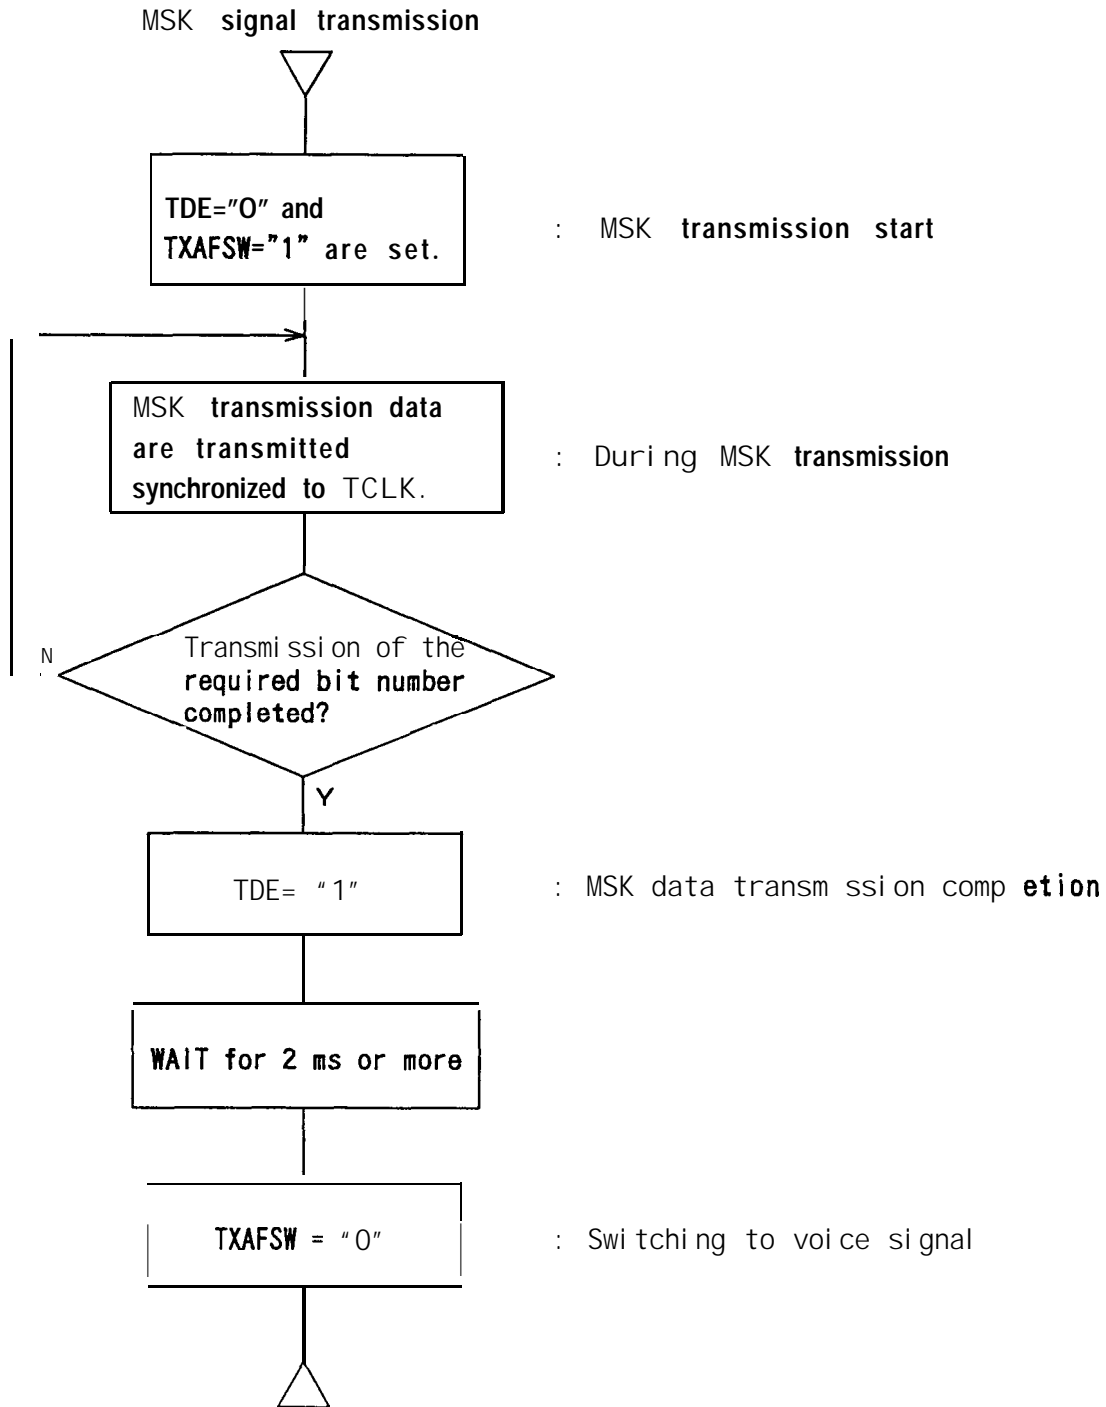 MSK signal transmission
TDE="0" and
TXAFSW="1" are set.
: MSK transmission start
MSK transmission data
are transmitted
synchronized to TCLK.
: During MSK transmission
Transmission of the
required bit number
completed?
N
Y
TDE= "1"
: MSK data transm ssion comp etion
WAIT for 2 ms or more
TXAFSW = "0"
: Switching to voice signal